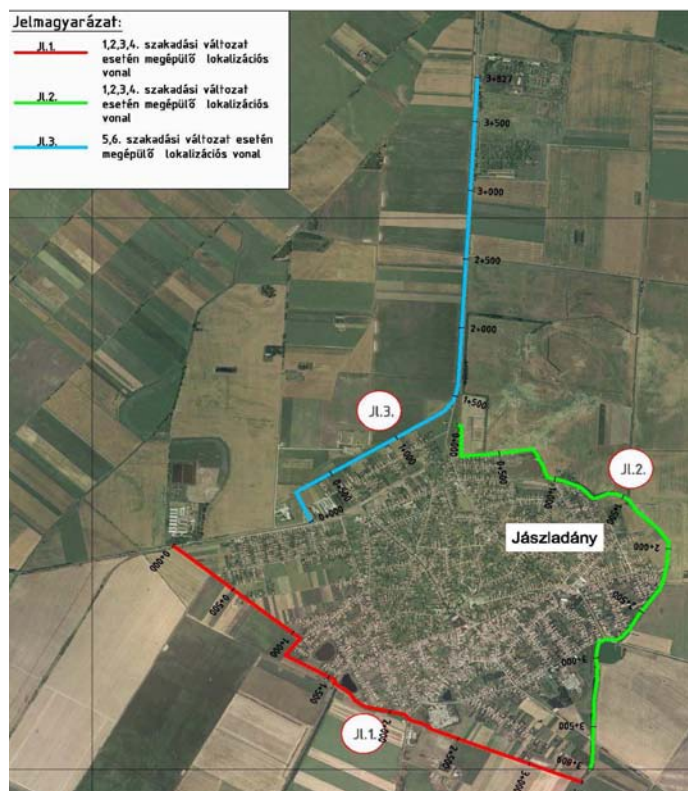 Jelmagyarázat:
Jl.1.
1,2,3,4. szakadási változat
esetén megépülő lokalizációs
vonal
Jl.2.
1,2,3,4. szakadási változat
esetén megépülő lokalizációs
vonal
Jl.3.
5,6. szakadási változat esetén
megépülő lokalizációs vonal
3+827
3+500
3+000
2+500
2+000
1+500
Jl.3.
1+000
0+500
0+000
0+000
0+500
1+000
Jl.2.
1+500
Jászladány
2+000
2+500
3+000
3+500
3+800
0+000
0+500
1+000
1+500
Jl.1.
2+000
2+500
3+000